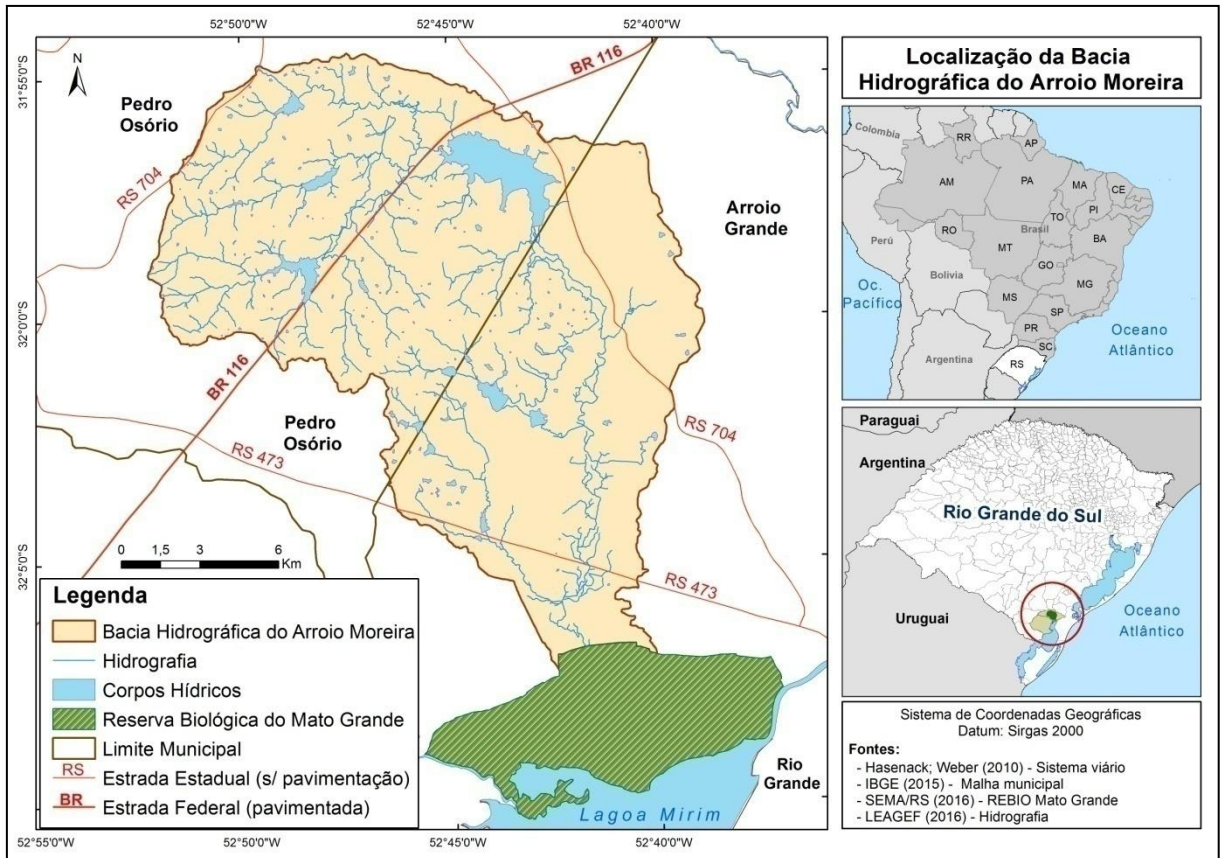 52°50'0"W
52°45'0"W
52°40'0"W
N
31°55'0"S
32°0'0"S
32°5'0"S
Pedro
Osório
BR 116
RS 704
Arroio
Grande
BR 116
Pedro
Osório
RS 704
RS 473
RS 473
0 1,5 3 6
Km
Legenda
Bacia Hidrográfica do Arroio Moreira
Hidrografia
Corpos Hídricos
Reserva Biológica do Mato Grande
Limite Municipal
RS Estrada Estadual (s/ pavimentação)
BR Estrada Federal (pavimentada)
Rio
Grande
Lagoa Mirim
52°55'0"W
52°50'0"W
52°45'0"W
52°40'0"W
Localização da Bacia
Hidrográfica do Arroio Moreira
Colombia
RR
AP
AM
PA
MA
CE
TO
PI
RO
Brasil
Perú
MT
BA
GO
Bolivia
MG
Oc.
Pacífico
MS
SP
PR
Oceano
Atlântico
SC
Argentina
RS
Paraguai
Argentina
Rio Grande do Sul
Uruguai
Oceano
Atlântico
Sistema de Coordenadas Geográficas
Datum: Sirgas 2000
Fontes:
- Hasenack; Weber (2010) - Sistema viário
- IBGE (2015) - Malha municipal
- SEMA/RS (2016) - REBIO Mato Grande
- LEAGEF (2016) - Hidrografia